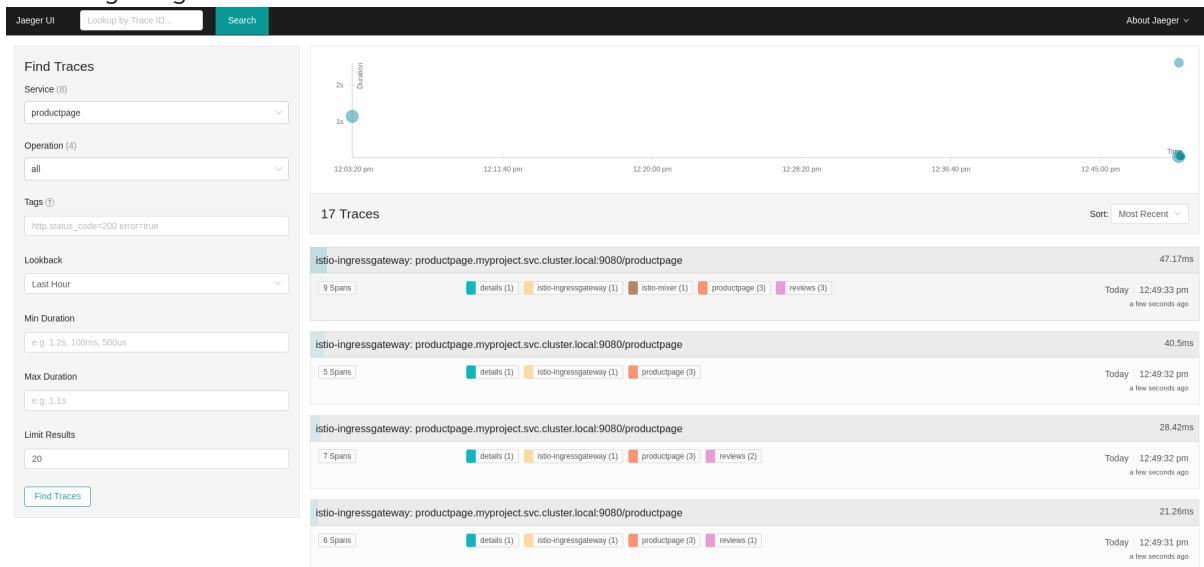 Jaeger UI
Lookup by Trace ID...
Search
About Jaeger
Find Traces
Service (8)
productpage
Operation (4)
all
Tags
http.status_code=200 error=true
Lookback
Last Hour
Min Duration
e.g. 1.2s, 100ms, 500us
Max Duration
e.g. 1.1s
Limit Results
20
Find Traces
Duration
2s
1s
Time
12:03:20 pm 12:11:40 pm 12:20:00 pm 12:28:20 pm 12:36:40 pm 12:45:00 pm
17 Traces
Sort: Most Recent
istio-ingressgateway: productpage.myproject.svc.cluster.local:9080/productpage 47.17ms
9 Spans details (1) istio-ingressgateway (1) istio-mixer (1) productpage (3) reviews (3) Today 12:49:33 pm
a few seconds ago
istio-ingressgateway: productpage.myproject.svc.cluster.local:9080/productpage 40.5ms
5 Spans details (1) istio-ingressgateway (1) productpage (3) Today 12:49:32 pm
a few seconds ago
istio-ingressgateway: productpage.myproject.svc.cluster.local:9080/productpage 28.42ms
7 Spans details (1) istio-ingressgateway (1) productpage (3) reviews (2) Today 12:49:32 pm
a few seconds ago
istio-ingressgateway: productpage.myproject.svc.cluster.local:9080/productpage 21.26ms
6 Spans details (1) istio-ingressgateway (1) productpage (3) reviews (1) Today 12:49:31 pm
a few seconds ago